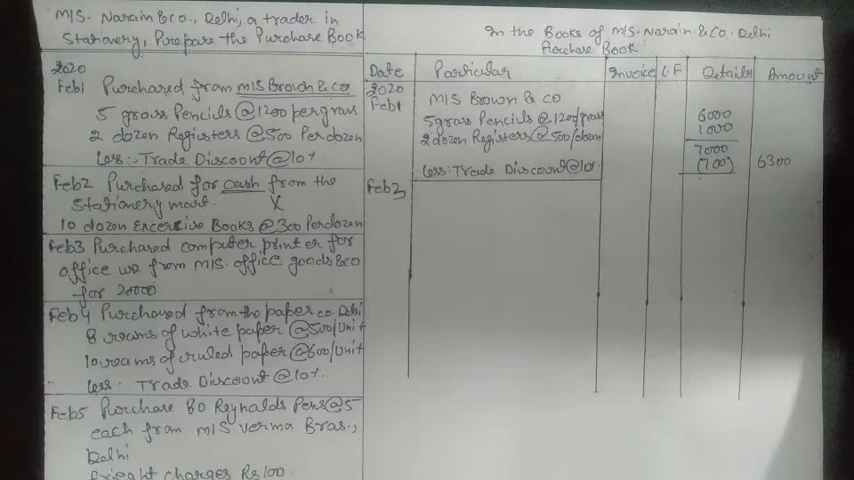 M/S. Narain & Co., Delhi, a trader in
Stationery, Prepare the Purchase Book
2020
Feb1 Purchased from M/S Brown & Co
5 gross Pencils @ 1200 per gross
2 dozen Registers @ 500 Per dozen
Less:- Trade Discount @ 10%
Feb2 Purchased for cash from the
Stationery mart. X
10 dozen Excercise Books @ 300 Per dozen
Feb3 Purchased computer printer for
office use from M/S. office goods & co
for 20000
Feb4 Purchased from the paper co. Delhi
8 reams of white paper @ 500/Unit
10 reams of ruled paper @ 600/Unit
Less: Trade Discount @ 10%
Feb5 Purchase 80 Reynalds Pens @ 5
each from M/S Verma Bros.,
Delhi
freight charges Rs 100.
In the Books of M/S. Narain & Co. Delhi
Purchase Book
Date Particular Invoice L.F Details Amount
2020
Feb1 M/S Brown & CO
5 gross Pencils @ 1200/gross 6000
2 dozen Registers @ 500/dozen 1000
7000
Less: Trade Discount @ 10% (700) 6300
Feb3